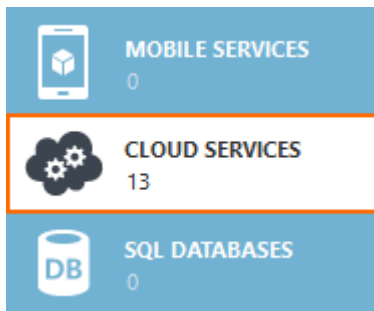 MOBILE SERVICES
0
CLOUD SERVICES
13
SQL DATABASES
DB
0